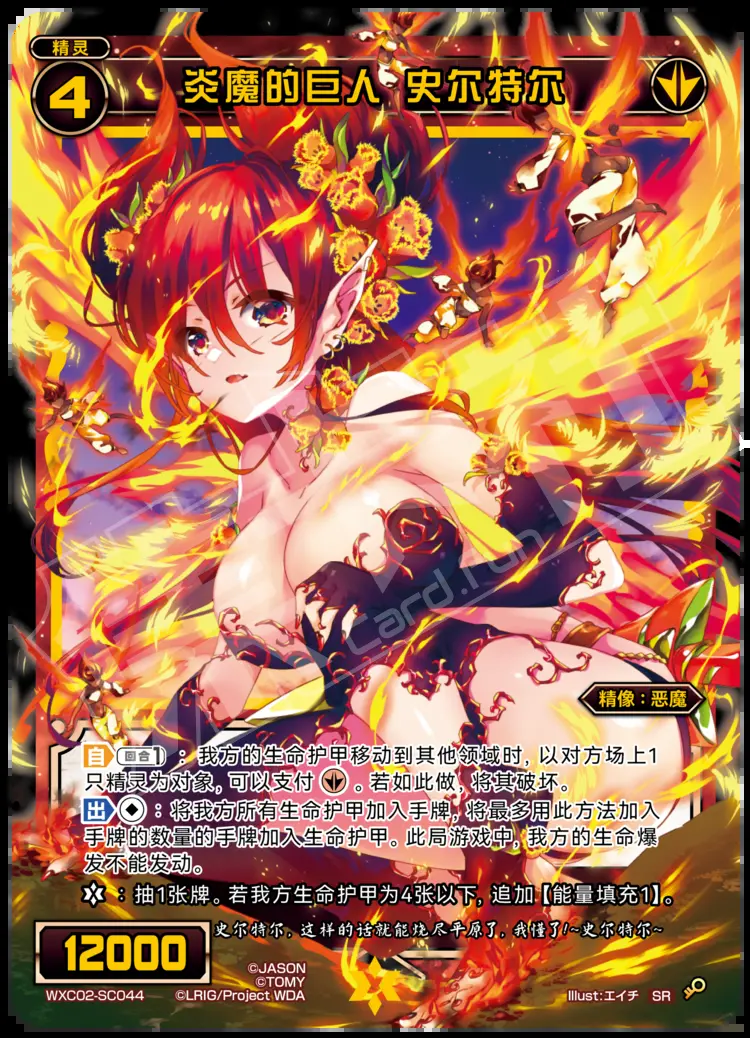 精灵
4
炎魔的巨人 史尔特尔
Card.fun
精像：恶魔
自 回合1 ：我方的生命护甲移动到其他领域时，以对方场上1
只精灵为对象，可以支付 。若如此做，将其破坏。
出 ：将我方所有生命护甲加入手牌，将最多用此方法加入
手牌的数量的手牌加入生命护甲。此局游戏中，我方的生命爆
发不能发动。
：抽1张牌。若我方生命护甲为4张以下，追加【能量填充1】。
史尔特尔，这样的话就能烧尽平原了，我懂了！~史尔特尔~
12000
©JASON
©TOMY
WXC02-SC044 ©LRIG/Project WDA Illust:エイチ SR